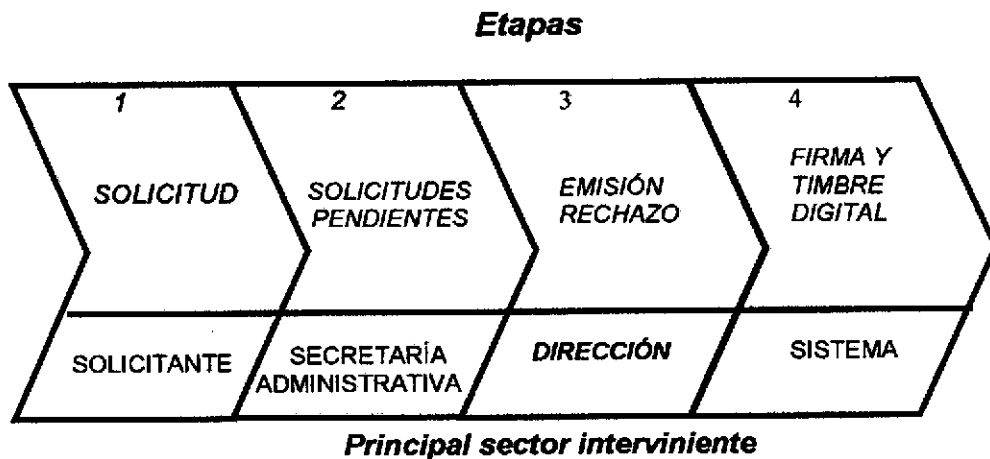 Etapas
1
SOLICITUD
2
SOLICITUDES
PENDIENTES
3
EMISIÓN
RECHAZO
4
FIRMA Y
TIMBRE
DIGITAL
SOLICITANTE
SECRETARÍA
ADMINISTRATIVA
DIRECCIÓN
SISTEMA
Principal sector interviniente